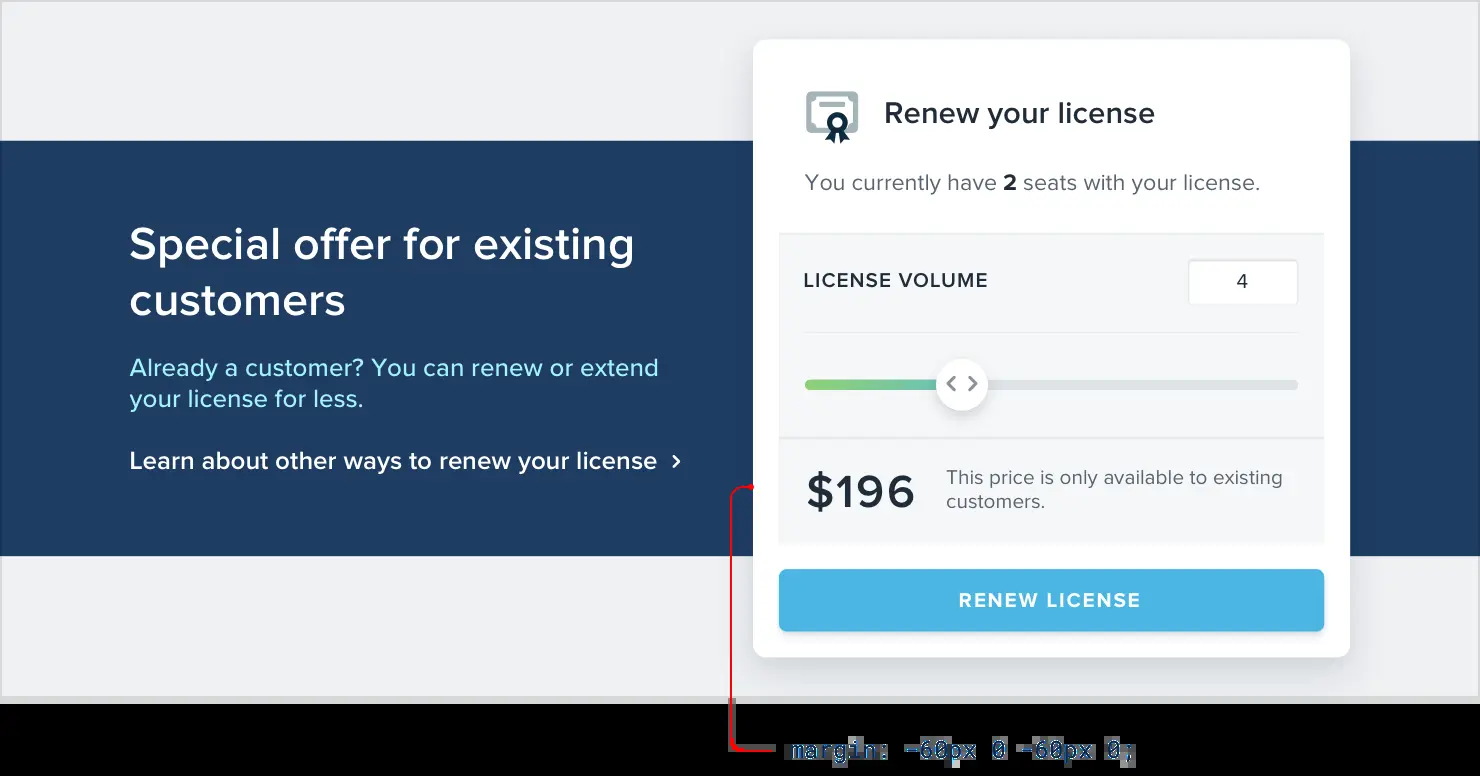 Renew your license
You currently have 2 seats with your license.
Special offer for existing
customers
Already a customer? You can renew or extend
your license for less.
Learn about other ways to renew your license
LICENSE VOLUME
4
$196
This price is only available to existing
customers.
RENEW LICENSE
margin: -60px 0 -60px 0;